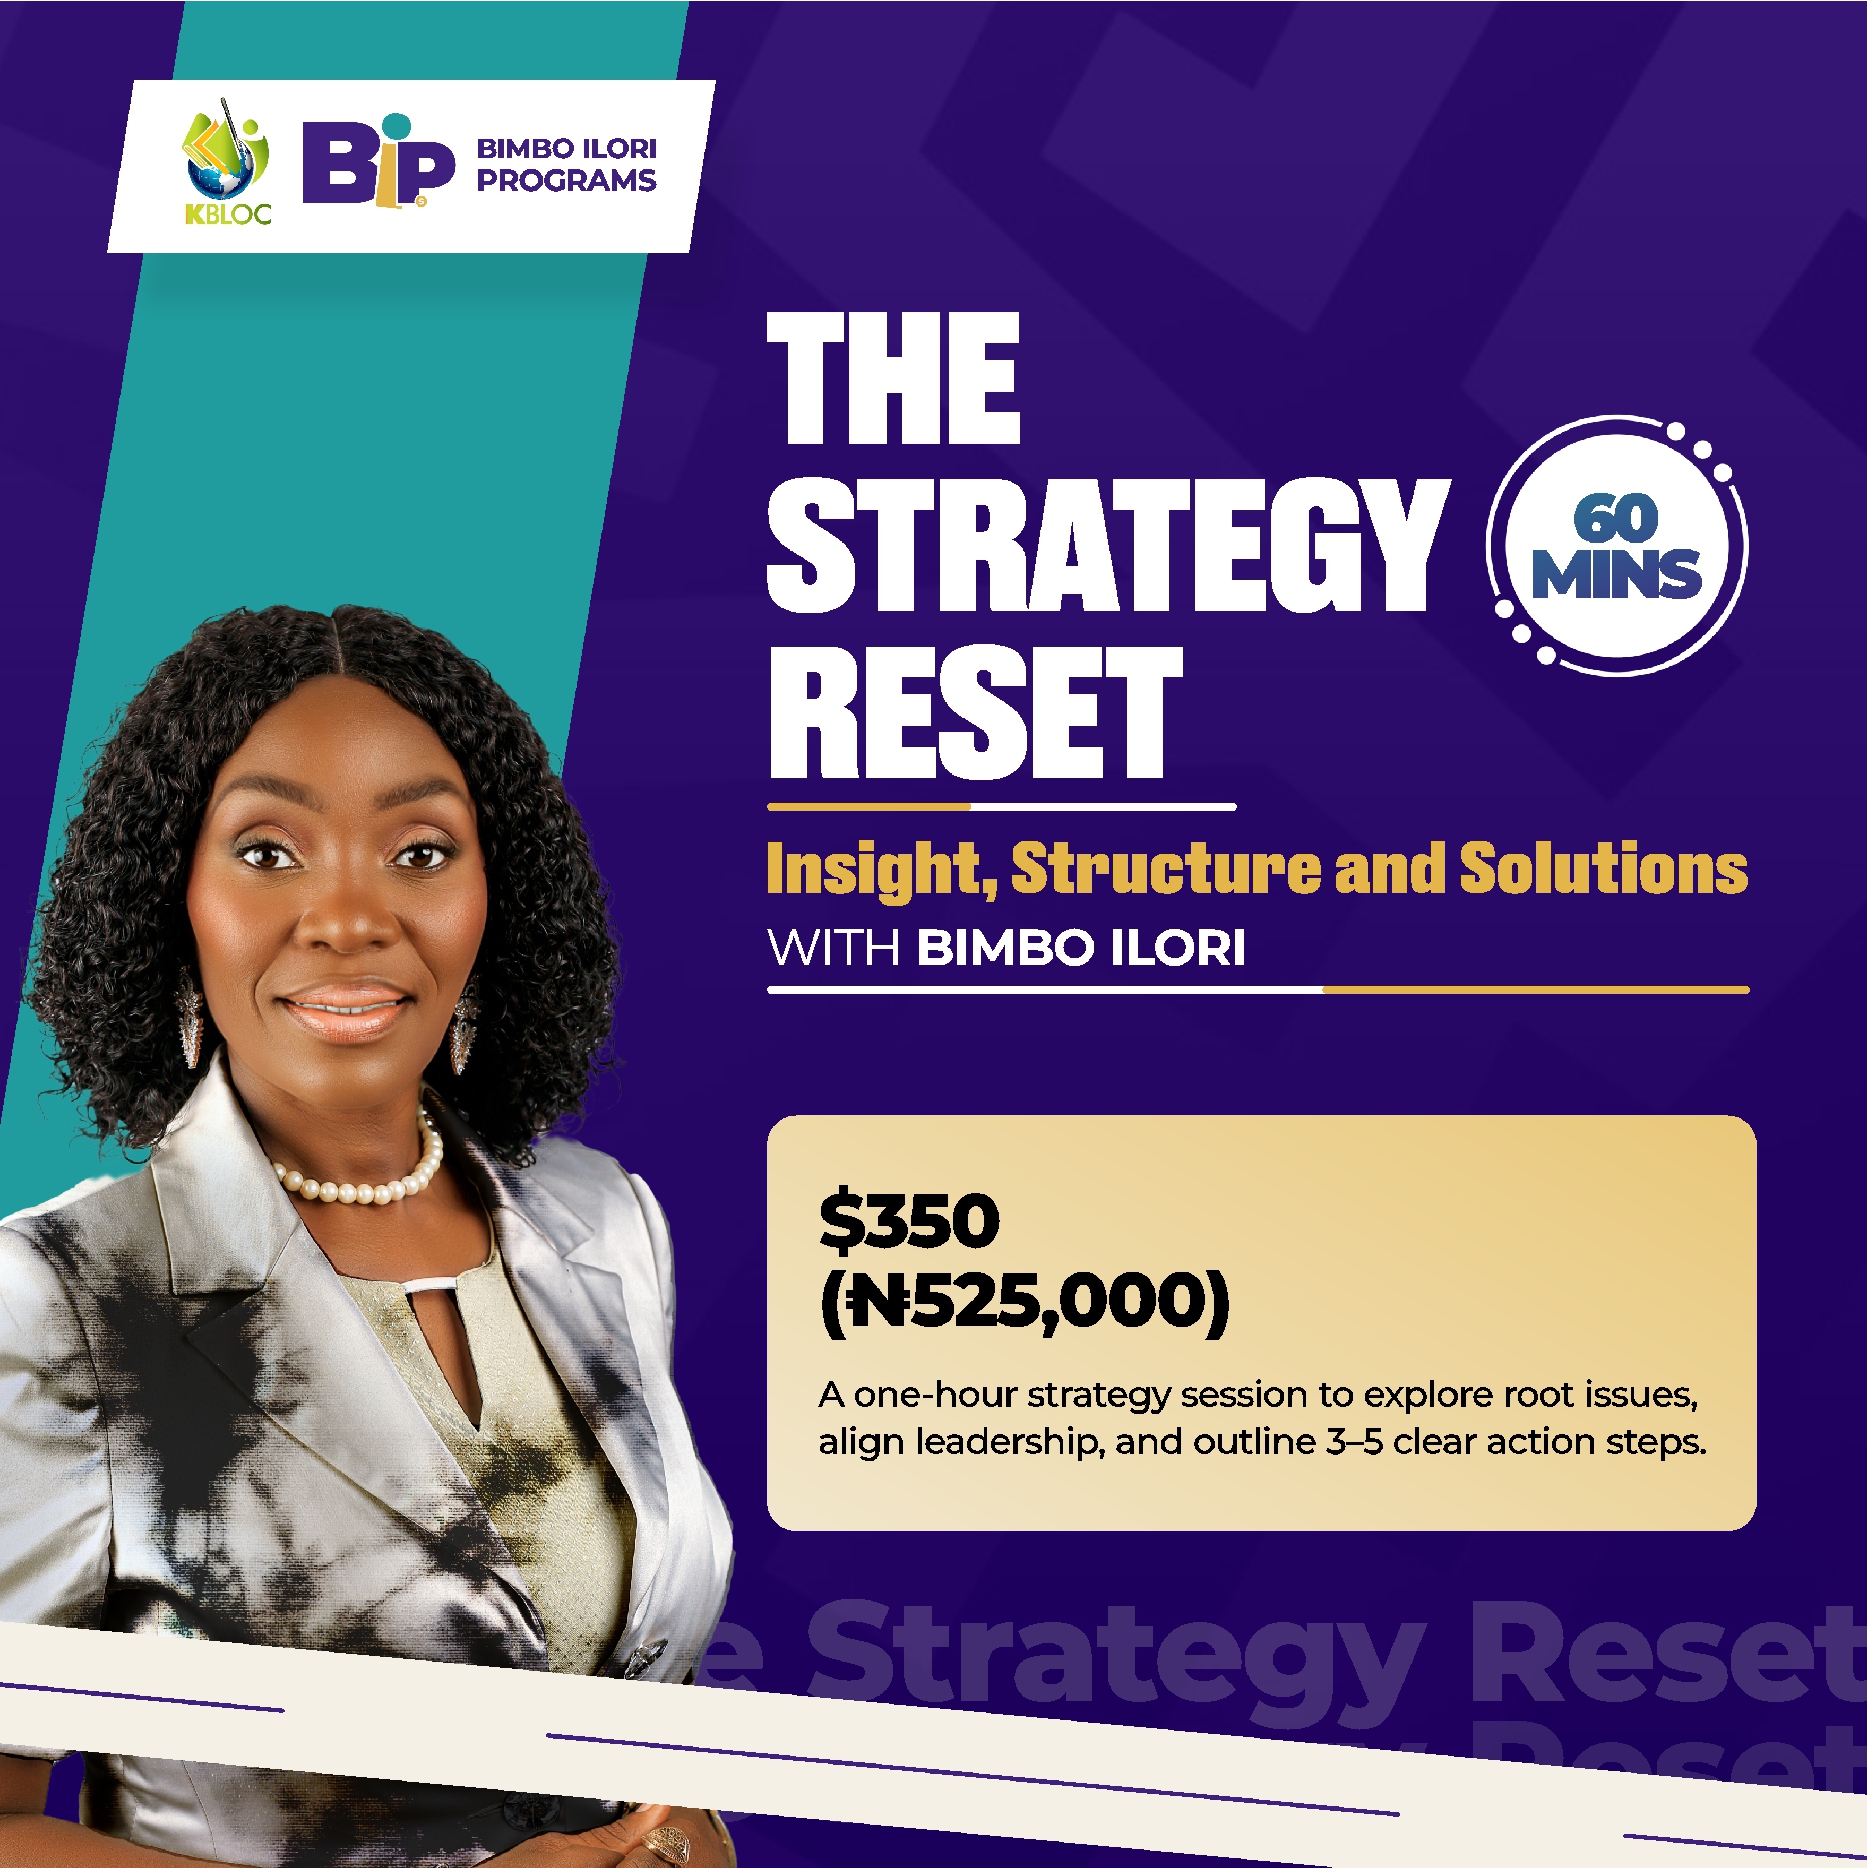 KBLOC
BiP
BIMBO ILORI
PROGRAMS
THE
STRATEGY
RESET
60
MINS
Insight, Structure and Solutions
WITH BIMBO ILORI
$350
(₦525,000)
A one-hour strategy session to explore root issues,
align leadership, and outline 3–5 clear action steps.
e Strategy Reset
y Reset